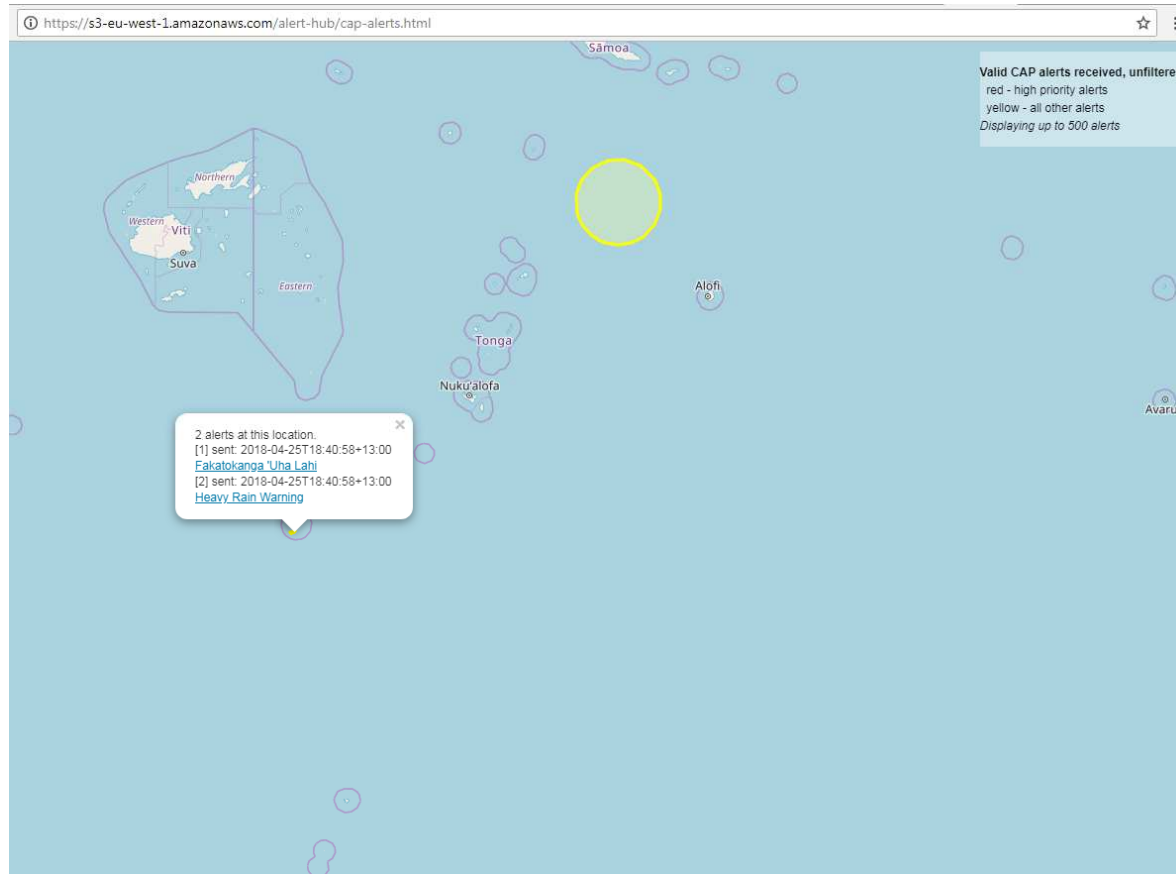 https://s3-eu-west-1.amazonaws.com/alert-hub/cap-alerts.html
Sāmoa
Valid CAP alerts received, unfiltere
red - high priority alerts
yellow - all other alerts
Displaying up to 500 alerts
Northern
Western
Viti
Suva
Eastern
Alofi
Tonga
Nuku'alofa
Avaru
2 alerts at this location.
[1] sent: 2018-04-25T18:40:58+13:00
Fakatokanga 'Uha Lahi
[2] sent: 2018-04-25T18:40:58+13:00
Heavy Rain Warning